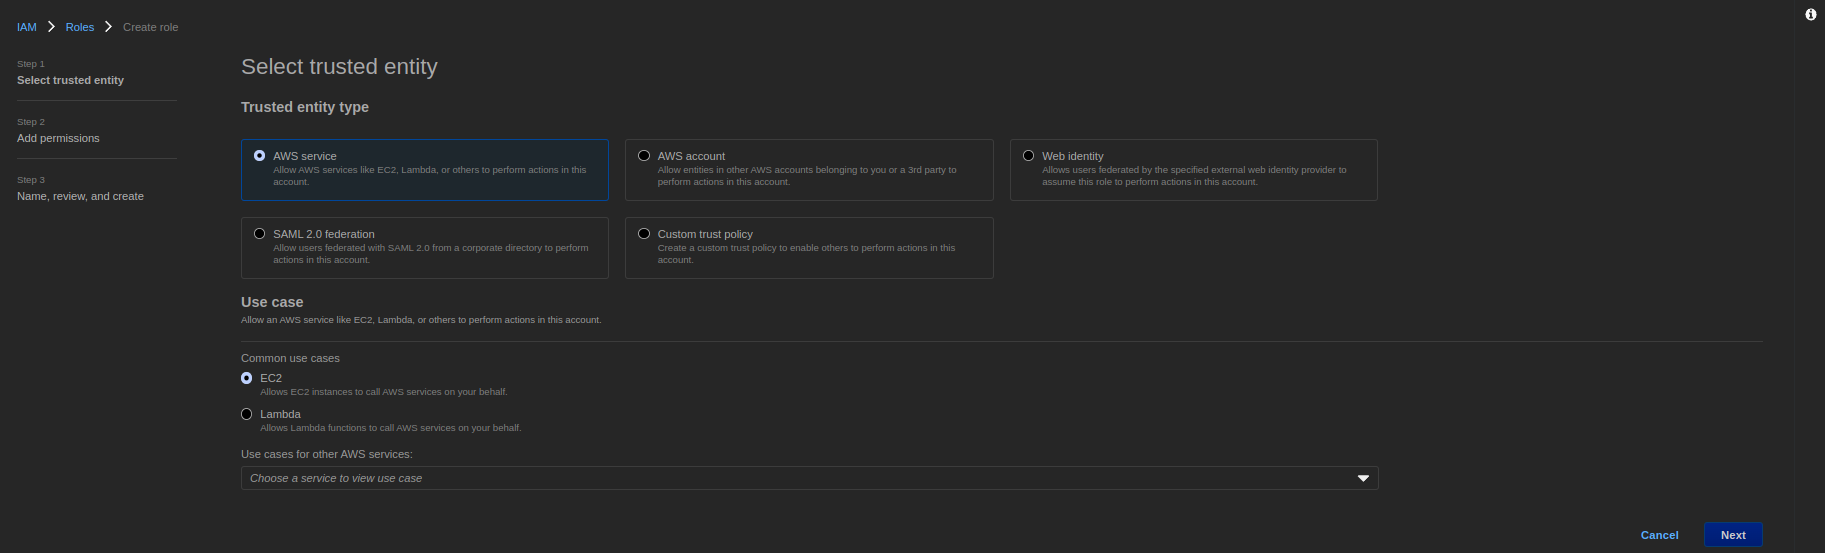 IAM > Roles > Create role
Step 1
Select trusted entity
Step 2
Add permissions
Step 3
Name, review, and create
Select trusted entity
Trusted entity type
AWS service
Allow AWS services like EC2, Lambda, or others to perform actions in this
account.
AWS account
Allow entities in other AWS accounts belonging to you or a 3rd party to
perform actions in this account.
Web identity
Allows users federated by the specified external web identity provider to
assume this role to perform actions in this account.
SAML 2.0 federation
Allow users federated with SAML 2.0 from a corporate directory to perform
actions in this account.
Custom trust policy
Create a custom trust policy to enable others to perform actions in this
account.
Use case
Allow an AWS service like EC2, Lambda, or others to perform actions in this account.
Common use cases
EC2
Allows EC2 instances to call AWS services on your behalf.
Lambda
Allows Lambda functions to call AWS services on your behalf.
Use cases for other AWS services:
Choose a service to view use case
Cancel
Next